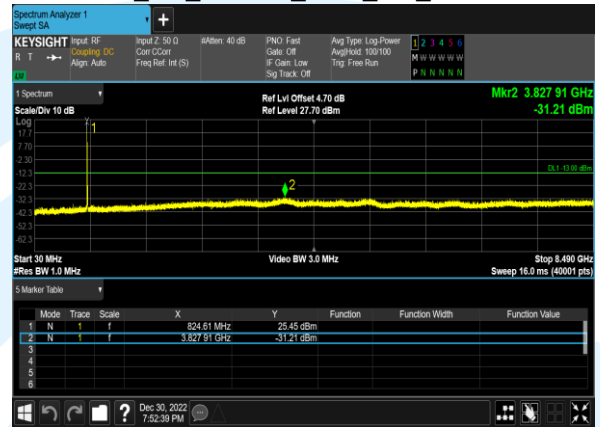 Spectrum Analyzer 1
Swept SA
KEYSIGHT
R T
LV
Input: RF
Coupling: DC
Align: Auto
Input Z: 50 Ω
Corr CCorr
Freq Ref: Int (S)
#Atten: 40 dB
PNO: Fast
Gate: Off
IF Gain: Low
Sig Track: Off
Avg Type: Log-Power
Avg|Hold: 100/100
Trig: Free Run
1 2 3 4 5 6
M W W W W W
P N N N N N
1 Spectrum
Scale/Div 10 dB
Ref Lvl Offset 4.70 dB
Ref Level 27.70 dBm
Mkr2 3.827 91 GHz
-31.21 dBm
Log
17.7
7.70
-2.30
-12.3
-22.3
-32.3
-42.3
-52.3
-62.3
1
2
DL1 -13.00 dBm
Start 30 MHz
#Res BW 1.0 MHz
Video BW 3.0 MHz
Stop 8.490 GHz
Sweep 16.0 ms (40001 pts)
5 Marker Table
Mode Trace Scale X Y Function Function Width Function Value
1 N 1 f 824.61 MHz 25.45 dBm
2 N 1 f 3.827 91 GHz -31.21 dBm
3
4
5
6
?
Dec 30, 2022
7:52:39 PM